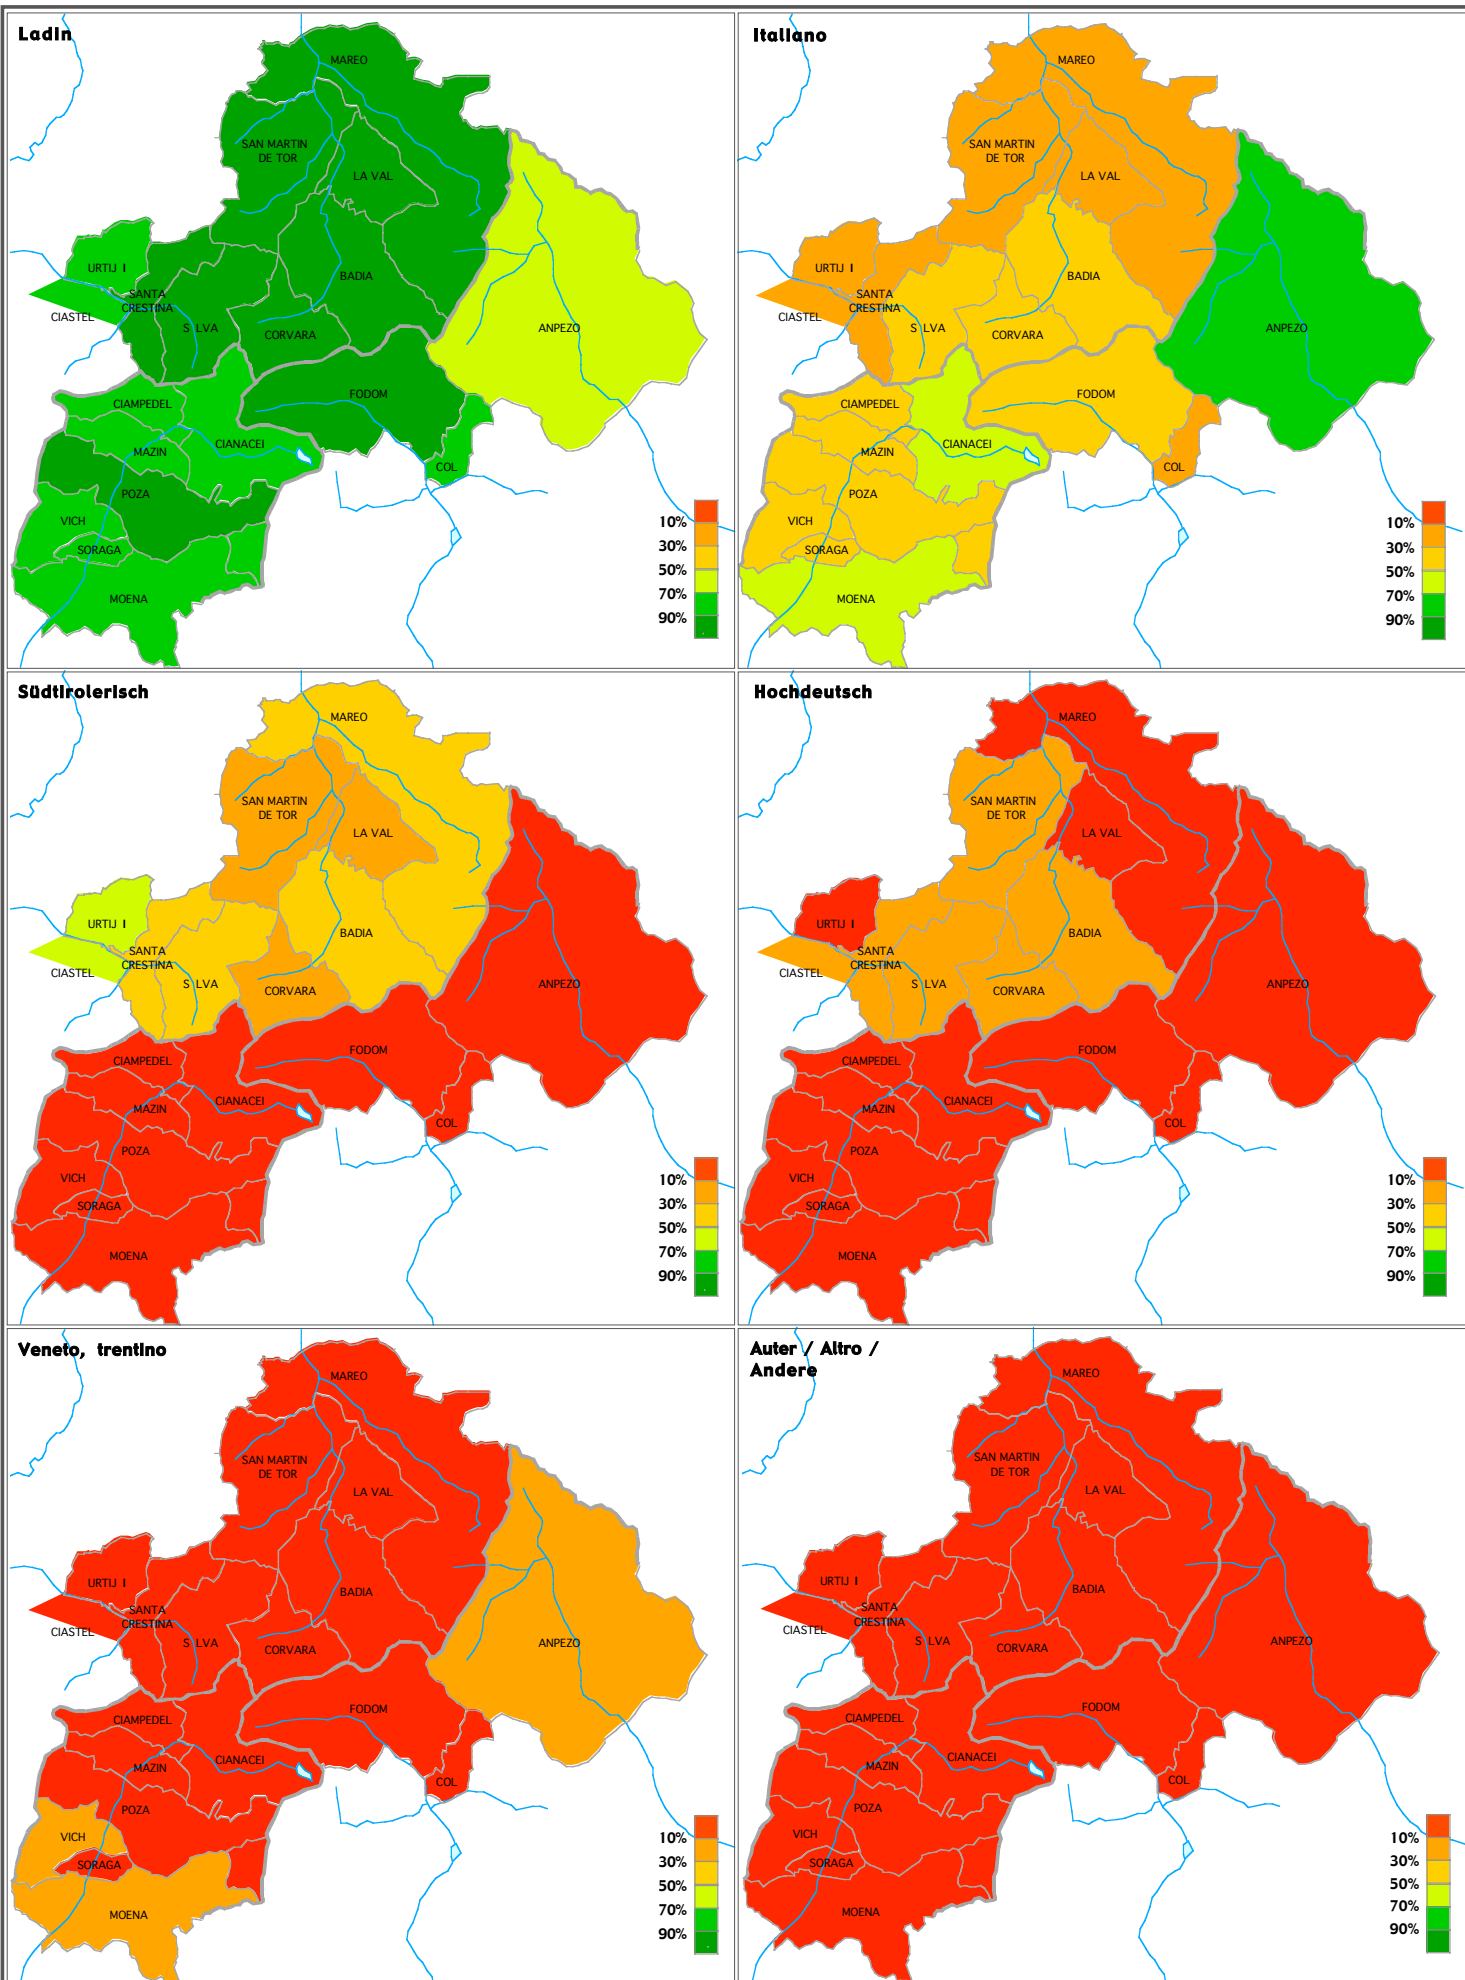 Ladin
MAREO
SAN MARTIN
DE TOR
LA VAL
URTIJ I
SANTA
CRESTINA
CIASTEL
S LVA
BADIA
CORVARA
ANPEZO
FODOM
CIAMPEDEL
CIANACEI
MAZIN
COL
POZA
VICH
SORAGA
MOENA
10%
30%
50%
70%
90%
Italiano
MAREO
SAN MARTIN
DE TOR
LA VAL
URTIJ I
SANTA
CRESTINA
CIASTEL
S LVA
BADIA
CORVARA
ANPEZO
FODOM
CIAMPEDEL
CIANACEI
MAZIN
COL
POZA
VICH
SORAGA
MOENA
10%
30%
50%
70%
90%
Südtirolerisch
MAREO
SAN MARTIN
DE TOR
LA VAL
URTIJ I
SANTA
CRESTINA
CIASTEL
S LVA
BADIA
CORVARA
ANPEZO
FODOM
CIAMPEDEL
CIANACEI
MAZIN
COL
POZA
VICH
SORAGA
MOENA
10%
30%
50%
70%
90%
Hochdeutsch
MAREO
SAN MARTIN
DE TOR
LA VAL
URTIJ I
SANTA
CRESTINA
CIASTEL
S LVA
BADIA
CORVARA
ANPEZO
FODOM
CIAMPEDEL
CIANACEI
MAZIN
COL
POZA
VICH
SORAGA
MOENA
10%
30%
50%
70%
90%
Veneto, trentino
MAREO
SAN MARTIN
DE TOR
LA VAL
URTIJ I
SANTA
CRESTINA
CIASTEL
S LVA
BADIA
CORVARA
ANPEZO
FODOM
CIAMPEDEL
CIANACEI
MAZIN
COL
POZA
VICH
SORAGA
MOENA
10%
30%
50%
70%
90%
Auter / Altro /
Andere
MAREO
SAN MARTIN
DE TOR
LA VAL
URTIJ I
SANTA
CRESTINA
CIASTEL
S LVA
BADIA
CORVARA
ANPEZO
FODOM
CIAMPEDEL
CIANACEI
MAZIN
COL
POZA
VICH
SORAGA
MOENA
10%
30%
50%
70%
90%